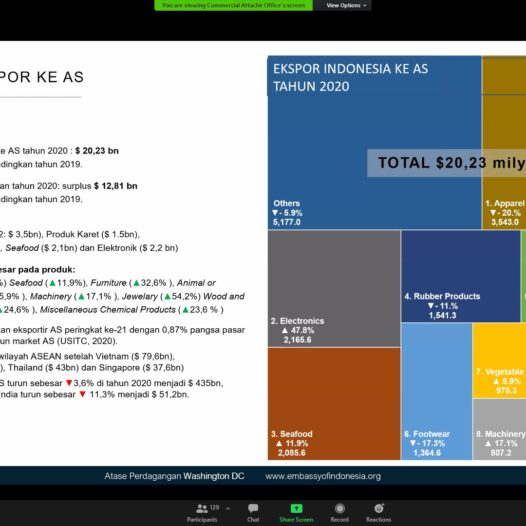 You are viewing Commercial Attaché Office's screen
View Options
POR KE AS
e AS tahun 2020 : $ 20,23 bn
dingkan tahun 2019.
an tahun 2020: surplus $ 12,81 bn
dingkan tahun 2019.
2: $ 3,5bn), Produk Karet ($ 1.5bn),
, Seafood ($ 2,1bn) dan Elektronik ($ 2,2 bn)
esar pada produk:
%) Seafood (▲11,9%), Furniture (▲32,6% ), Animal or
5,9% ), Machinery (▲17,1% ), Jewelary (▲54,2%) Wood and
▲24,6% ), Miscellaneous Chemical Products (▲23,6 % )
kan eksportir AS peringkat ke-21 dengan 0,87% pangsa pasar
un market AS (USITC, 2020).
wilayah ASEAN setelah Vietnam ($ 79,6bn),
), Thailand ($ 43bn) dan Singapore ($ 37,6bn)
S turun sebesar ▼3,6% di tahun 2020 menjadi $ 435bn,
ndia turun sebesar ▼ 11,3% menjadi $ 51,2bn.
EKSPOR INDONESIA KE AS
TAHUN 2020
TOTAL $20,23 mily
Others
▼- 5.9%
5,177.0
1. Apparel
▼- 20.%
3,543.0
2. Electronics
▲ 47.8%
2,165.6
4. Rubber Products
▼- 11.%
1,541.3
7. Vegetable
▲ 5.9%
978.3
3. Seafood
▲ 11.9%
2,085.6
6. Footwear
▼- 17.3%
1,364.6
8. Machinery
▲ 17.1%
807.2
Atase Perdagangan Washington DC
www.embassyofindonesia.org
129
Participants
Chat
Share Screen
Record
Reactions